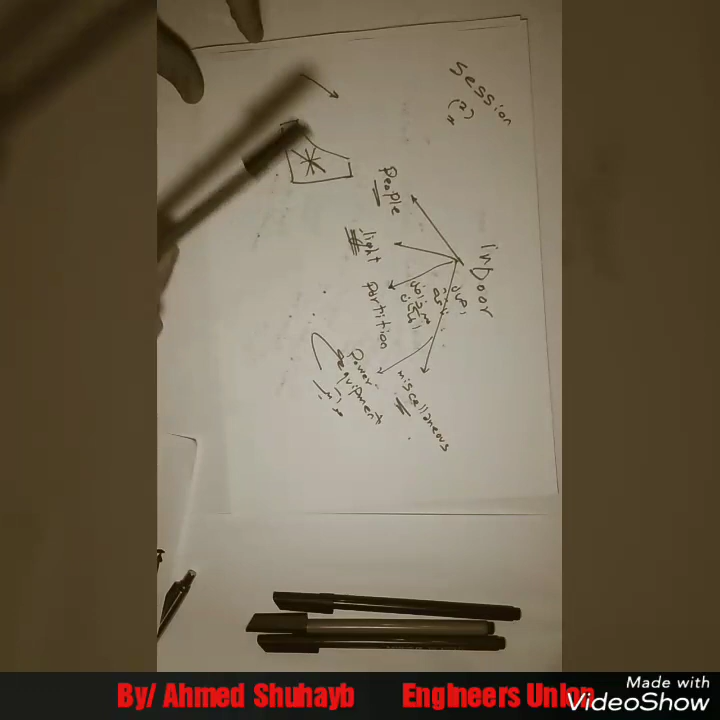 Session
(2)
indoor
People
light
Partition
Power
equipment
miscellaneous
By/ Ahmed Shuhayb Engineers Union
Made with
VideoShow